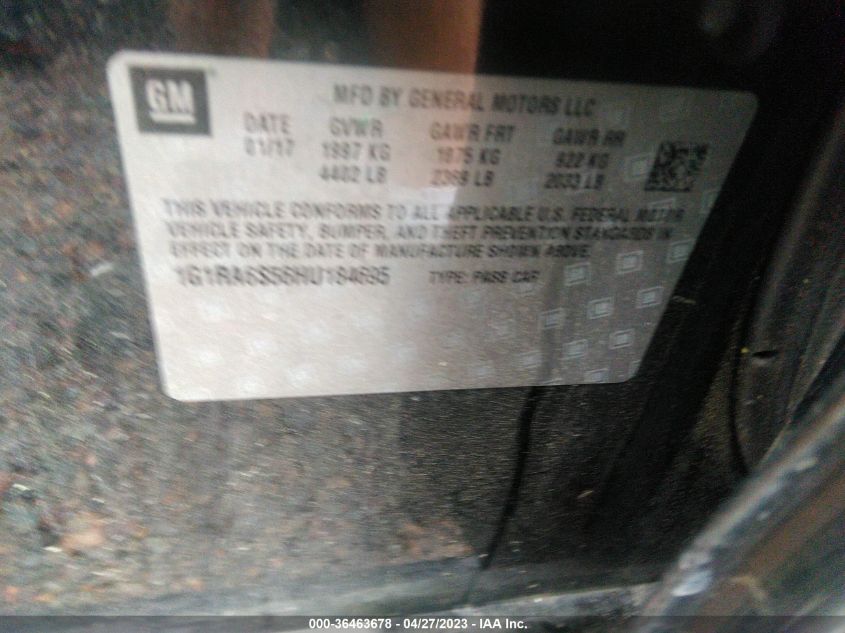 GM
MFD BY GENERAL MOTORS LLC
DATE GVWR GAWR FRT GAWR RR
01/17 1997 KG 1075 KG 922 KG
4402 LB 2369 LB 2033 LB
THIS VEHICLE CONFORMS TO ALL APPLICABLE U.S. FEDERAL MOTOR
VEHICLE SAFETY, BUMPER, AND THEFT PREVENTION STANDARDS IN
EFFECT ON THE DATE OF MANUFACTURE SHOWN ABOVE.
1G1RA6S56HU184695 TYPE: PASS CAR
000-36463678 - 04/27/2023 - IAA Inc.